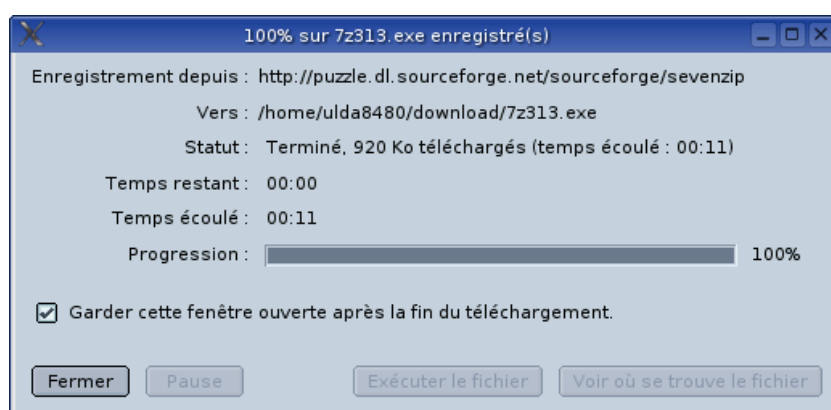 100% sur 7z313.exe enregistré(s)
Enregistrement depuis : http://puzzle.dl.sourceforge.net/sourceforge/sevenzip
Vers : /home/ulda8480/download/7z313.exe
Statut : Terminé, 920 Ko téléchargés (temps écoulé : 00:11)
Temps restant : 00:00
Temps écoulé : 00:11
Progression : 100%
Garder cette fenêtre ouverte après la fin du téléchargement.
Fermer Pause Exécuter le fichier Voir où se trouve le fichier